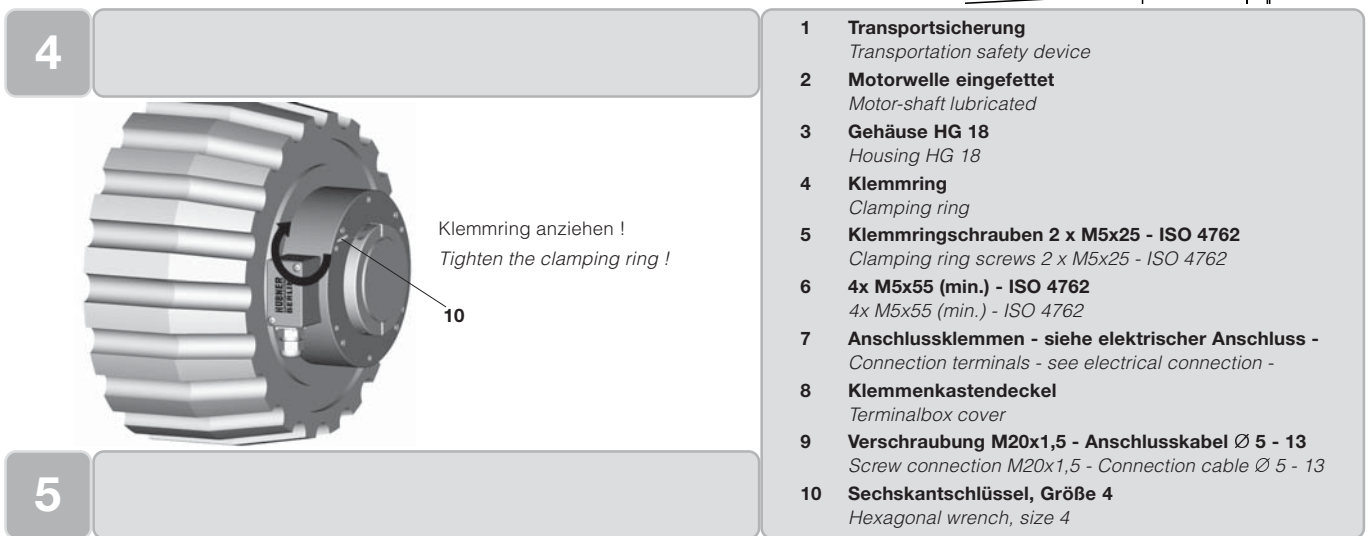 4
Klemmring anziehen !
Tighten the clamping ring !
10
HÜBNER
BERLIN
5
1 Transportsicherung
Transportation safety device
2 Motorwelle eingefettet
Motor-shaft lubricated
3 Gehäuse HG 18
Housing HG 18
4 Klemmring
Clamping ring
5 Klemmringschrauben 2 x M5x25 - ISO 4762
Clamping ring screws 2 x M5x25 - ISO 4762
6 4x M5x55 (min.) - ISO 4762
4x M5x55 (min.) - ISO 4762
7 Anschlussklemmen - siehe elektrischer Anschluss -
Connection terminals - see electrical connection -
8 Klemmenkastendeckel
Terminalbox cover
9 Verschraubung M20x1,5 - Anschlusskabel Ø 5 - 13
Screw connection M20x1,5 - Connection cable Ø 5 - 13
10 Sechskantschlüssel, Größe 4
Hexagonal wrench, size 4